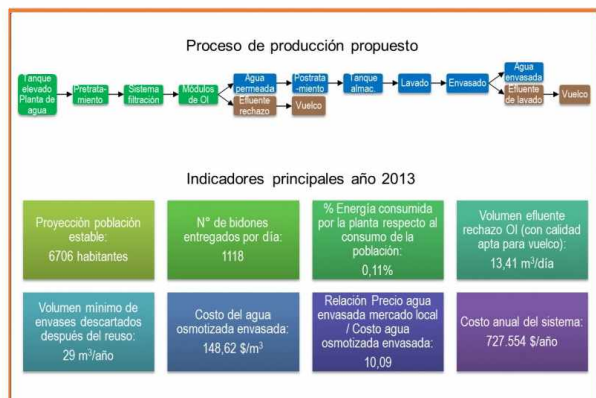 Proceso de producción propuesto
Tanque
elevado
Planta de
agua
Pretrata-
miento
Sistema
filtración
Módulos
de OI
Agua
permeada
Efluente
rechazo
Postrata
-miento
Vuelco
Tanque
almac.
Lavado
Envasado
Agua
envasada
Efluente
de lavado
Vuelco
Indicadores principales año 2013
Proyección población
estable:
6706 habitantes
N° de bidones
entregados por día:
1118
% Energía consumida
por la planta respecto al
consumo de la
población:
0,11%
Volumen efluente
rechazo OI (con calidad
apta para vuelco):
13,41 m³/día
Volumen mínimo de
envases descartados
después del reuso:
29 m³/año
Costo del agua
osmotizada envasada:
148,62 $/m³
Relación Precio agua
envasada mercado local
/ Costo agua
osmotizada envasada:
10,09
Costo anual del sistema:
727.554 $/año